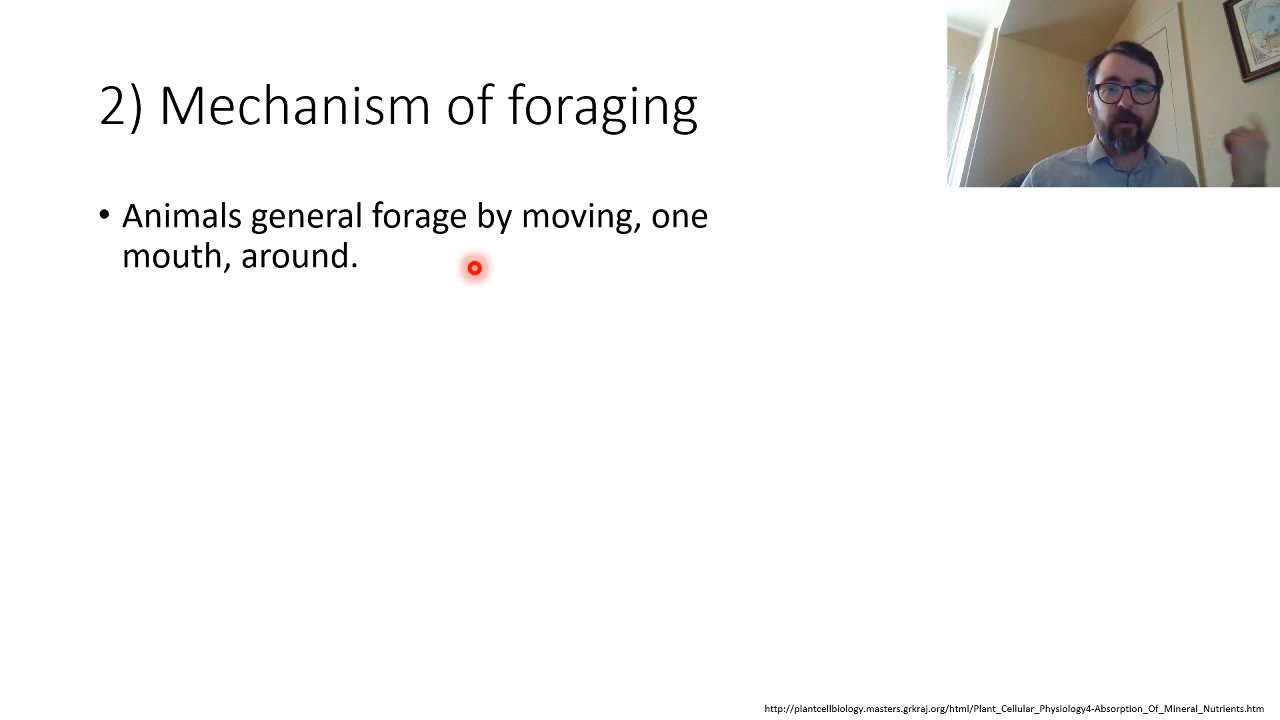 2) Mechanism of foraging
• Animals general forage by moving, one
mouth, around.
http://plantcellbiology.masters.grkraj.org/html/Plant_Cellular_Physiology4-Absorption_Of_Mineral_Nutrients.htm